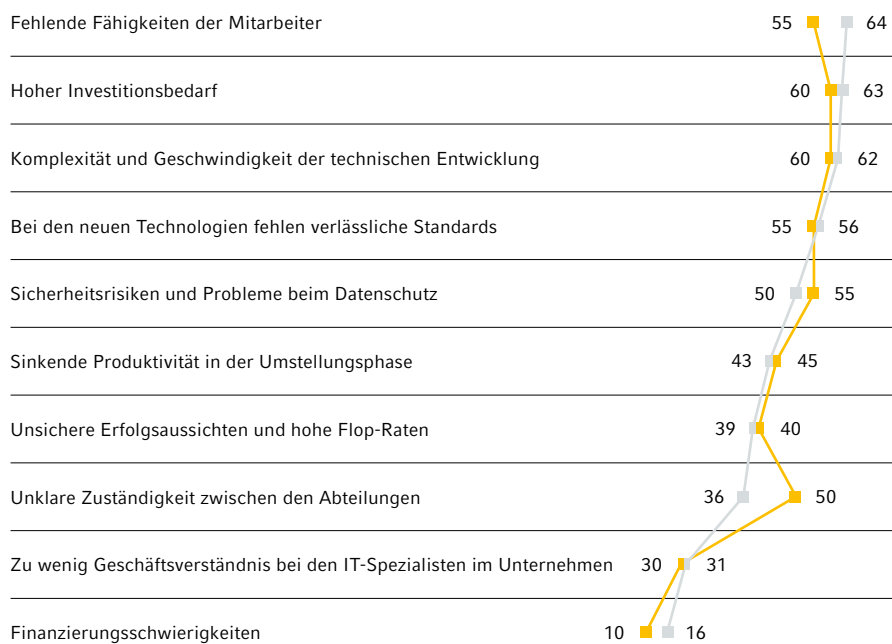 Fehlende Fähigkeiten der Mitarbeiter 55 64
Hoher Investitionsbedarf 60 63
Komplexität und Geschwindigkeit der technischen Entwicklung 60 62
Bei den neuen Technologien fehlen verlässliche Standards 55 56
Sicherheitsrisiken und Probleme beim Datenschutz 50 55
Sinkende Produktivität in der Umstellungsphase 43 45
Unsichere Erfolgsaussichten und hohe Flop-Raten 39 40
Unklare Zuständigkeit zwischen den Abteilungen 36 50
Zu wenig Geschäftsverständnis bei den IT-Spezialisten im Unternehmen 30 31
Finanzierungsschwierigkeiten 10 16